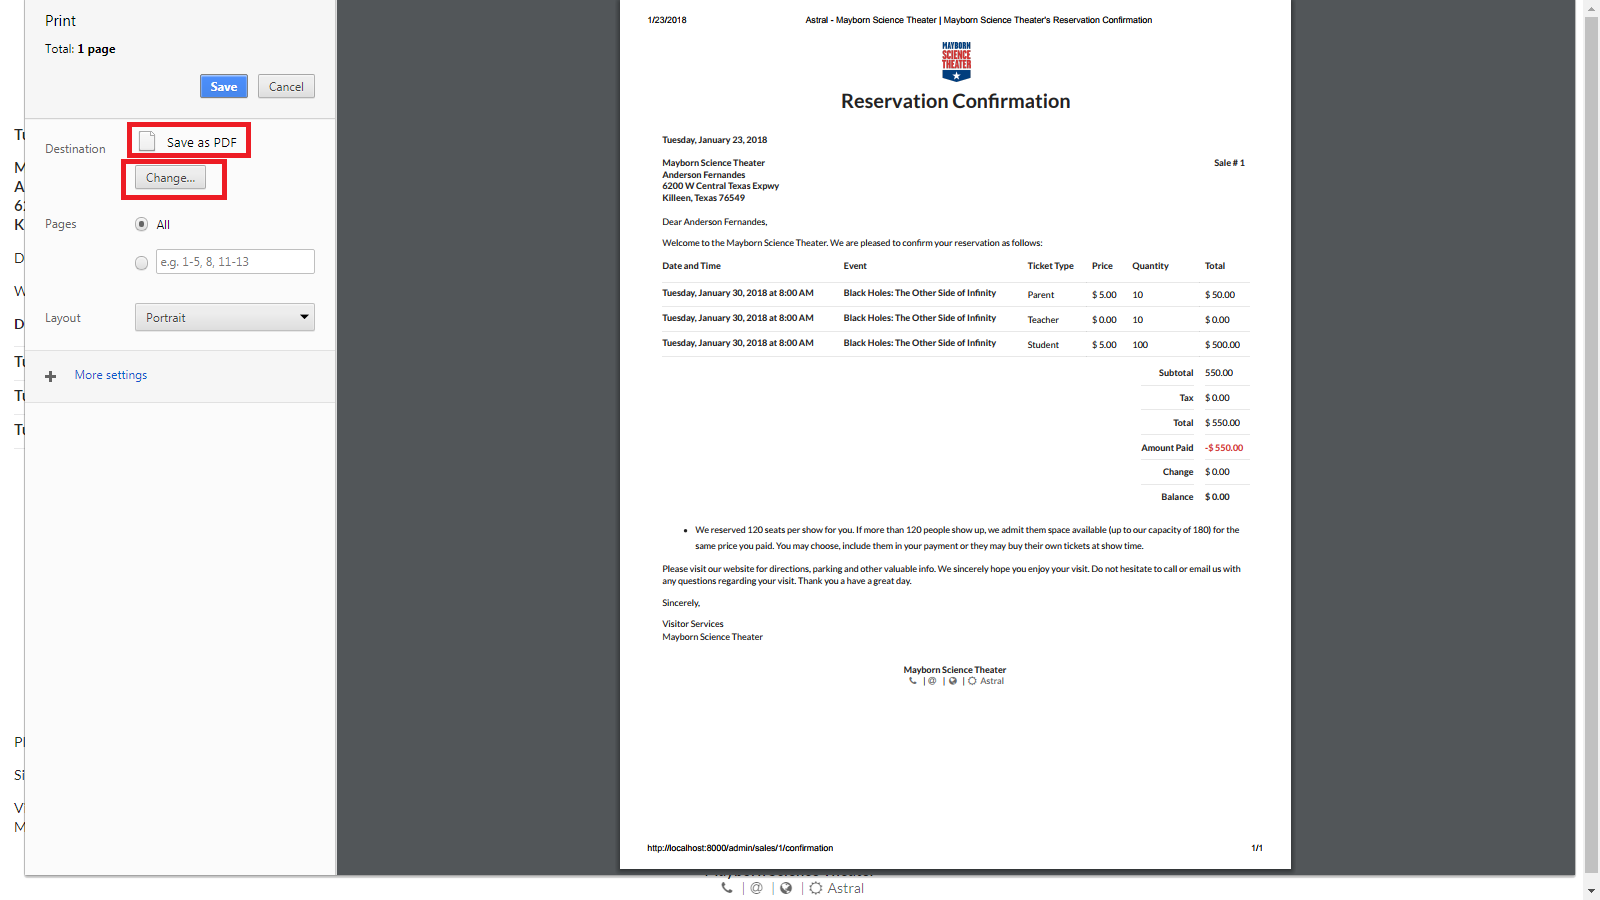 Print
Total: 1 page
Save
Cancel
Destination
Save as PDF
Change...
Pages
All
e.g. 1-5, 8, 11-13
Layout
Portrait
More settings
1/23/2018
Astral - Mayborn Science Theater | Mayborn Science Theater's Reservation Confirmation
MAYBORN
SCIENCE
THEATER
Reservation Confirmation
Tuesday, January 23, 2018
Mayborn Science Theater
Sale # 1
Anderson Fernandes
6200 W Central Texas Expwy
Killeen, Texas 76549
Dear Anderson Fernandes,
Welcome to the Mayborn Science Theater. We are pleased to confirm your reservation as follows:
Date and Time Event Ticket Type Price Quantity Total
Tuesday, January 30, 2018 at 8:00 AM Black Holes: The Other Side of Infinity Parent $ 5.00 10 $ 50.00
Tuesday, January 30, 2018 at 8:00 AM Black Holes: The Other Side of Infinity Teacher $ 0.00 10 $ 0.00
Tuesday, January 30, 2018 at 8:00 AM Black Holes: The Other Side of Infinity Student $ 5.00 100 $ 500.00
Subtotal 550.00
Tax $ 0.00
Total $ 550.00
Amount Paid -$ 550.00
Change $ 0.00
Balance $ 0.00
• We reserved 120 seats per show for you. If more than 120 people show up, we admit them space available (up to our capacity of 180) for the
same price you paid. You may choose, include them in your payment or they may buy their own tickets at show time.
Please visit our website for directions, parking and other valuable info. We sincerely hope you enjoy your visit. Do not hesitate to call or email us with
any questions regarding your visit. Thank you a have a great day.
Sincerely,
Visitor Services
Mayborn Science Theater
Mayborn Science Theater
| @ | | Astral
http://localhost:8000/admin/sales/1/confirmation
1/1
| @ | | Astral